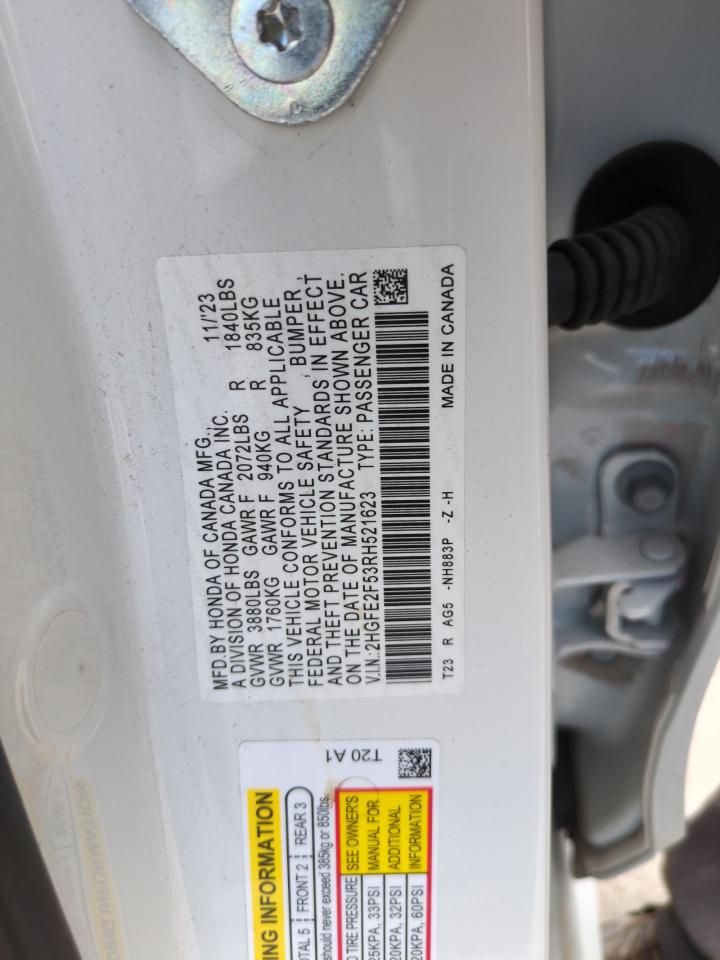 MFD.BY HONDA OF CANADA MFG., 11/'23
A DIVISION OF HONDA CANADA INC.
GVWR 3880LBS GAWR F 2072LBS R 1840LBS
GVWR 1760KG GAWR F 940KG R 835KG
THIS VEHICLE CONFORMS TO ALL APPLICABLE
FEDERAL MOTOR VEHICLE SAFETY , BUMPER,
AND THEFT PREVENTION STANDARDS IN EFFECT
ON THE DATE OF MANUFACTURE SHOWN ABOVE.
V.I.N.:2HGFE2F53RH521623 TYPE: PASSENGER CAR
T23 R AG5 -NH883P -Z -H MADE IN CANADA
T20 A1
ING INFORMATION
OTAL 5 FRONT 2 REAR 3
should never exceed 385kg or 850lbs.
D TIRE PRESSURE SEE OWNER'S
25KPA, 33PSI MANUAL FOR
20KPA, 32PSI ADDITIONAL
20KPA, 60PSI INFORMATION